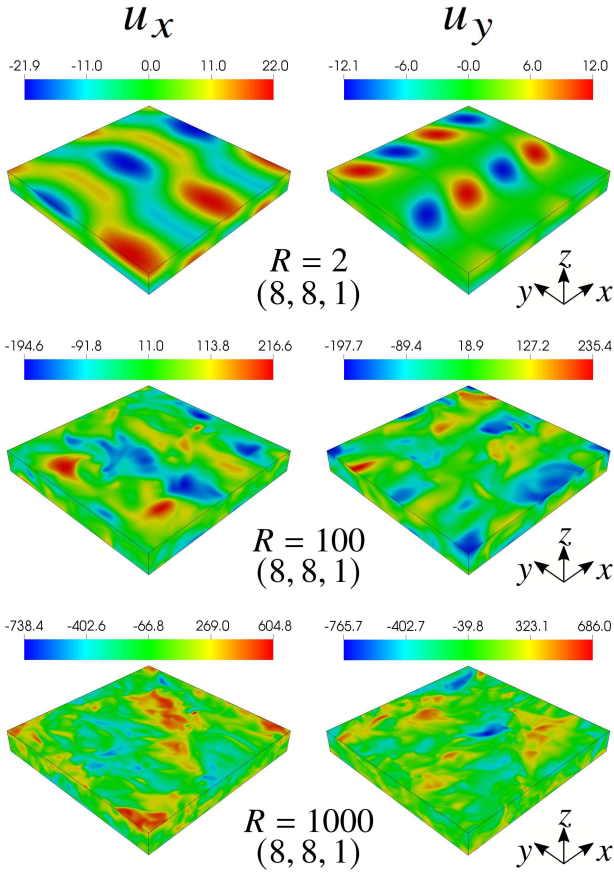 u_x u_y
-21.9 -11.0 0.0 11.0 22.0 -12.1 -6.0 -0.0 6.0 12.0
R = 2
(8, 8, 1)
z
y x
-194.6 -91.8 11.0 113.8 216.6 -197.7 -89.4 18.9 127.2 235.4
R = 100
(8, 8, 1)
z
y x
-738.4 -402.6 -66.8 269.0 604.8 -765.7 -402.7 -39.8 323.1 686.0
R = 1000
(8, 8, 1)
z
y x